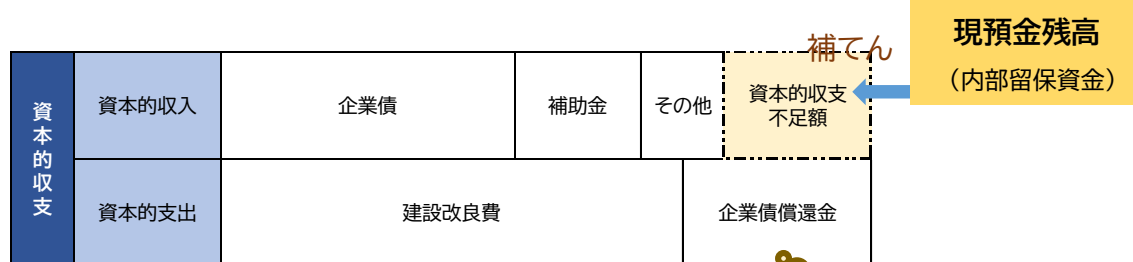 現預金残高
補てん
（内部留保資金）
資本的収支
資本的収入
企業債
補助金
その他
資本的収支
不足額
資本的支出
建設改良費
企業債償還金